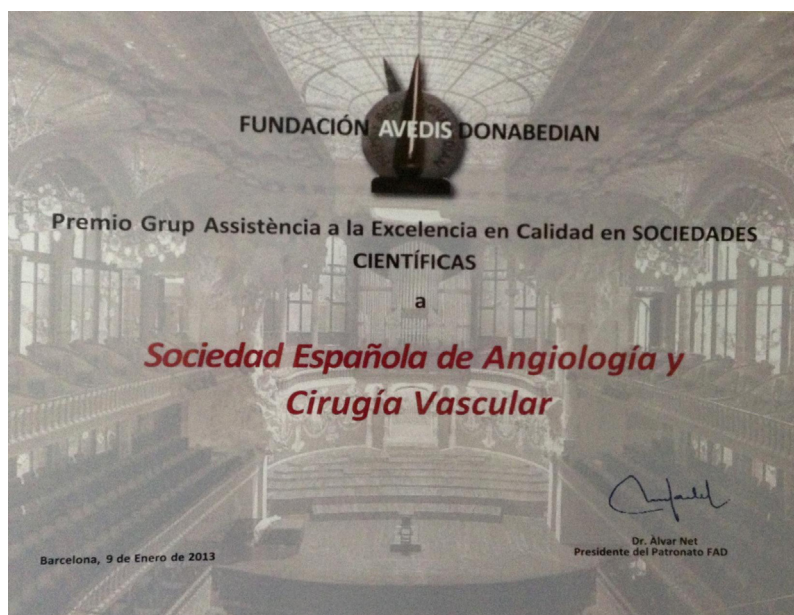 FUNDACIÓN AVEDIS DONABEDIAN
Premio Grup Assistència a la Excelencia en Calidad en SOCIEDADES
CIENTÍFICAS
a
Sociedad Española de Angiología y
Cirugía Vascular
Dr. Àlvar Net
Presidente del Patronato FAD
Barcelona, 9 de Enero de 2013